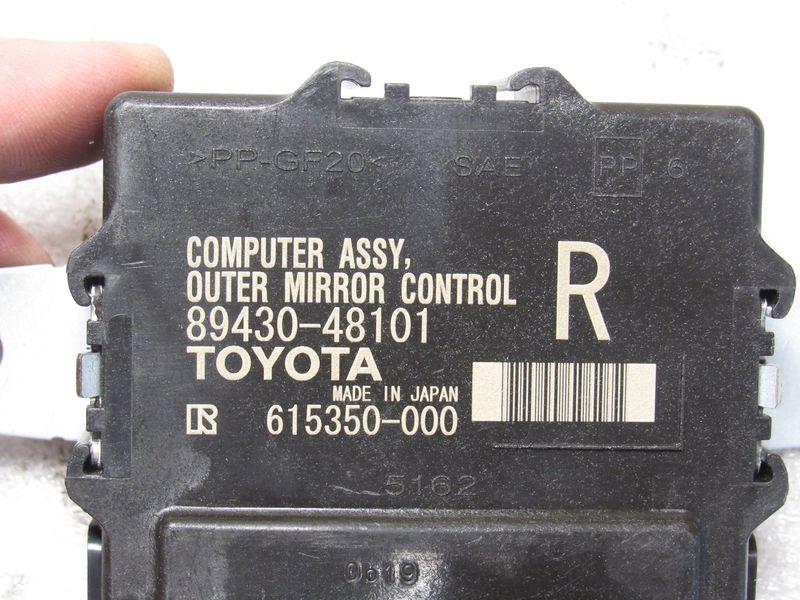 >PP-GF20< SAE PP 6
COMPUTER ASSY,
OUTER MIRROR CONTROL
R
89430-48101
TOYOTA
MADE IN JAPAN
615350-000
5162
0619